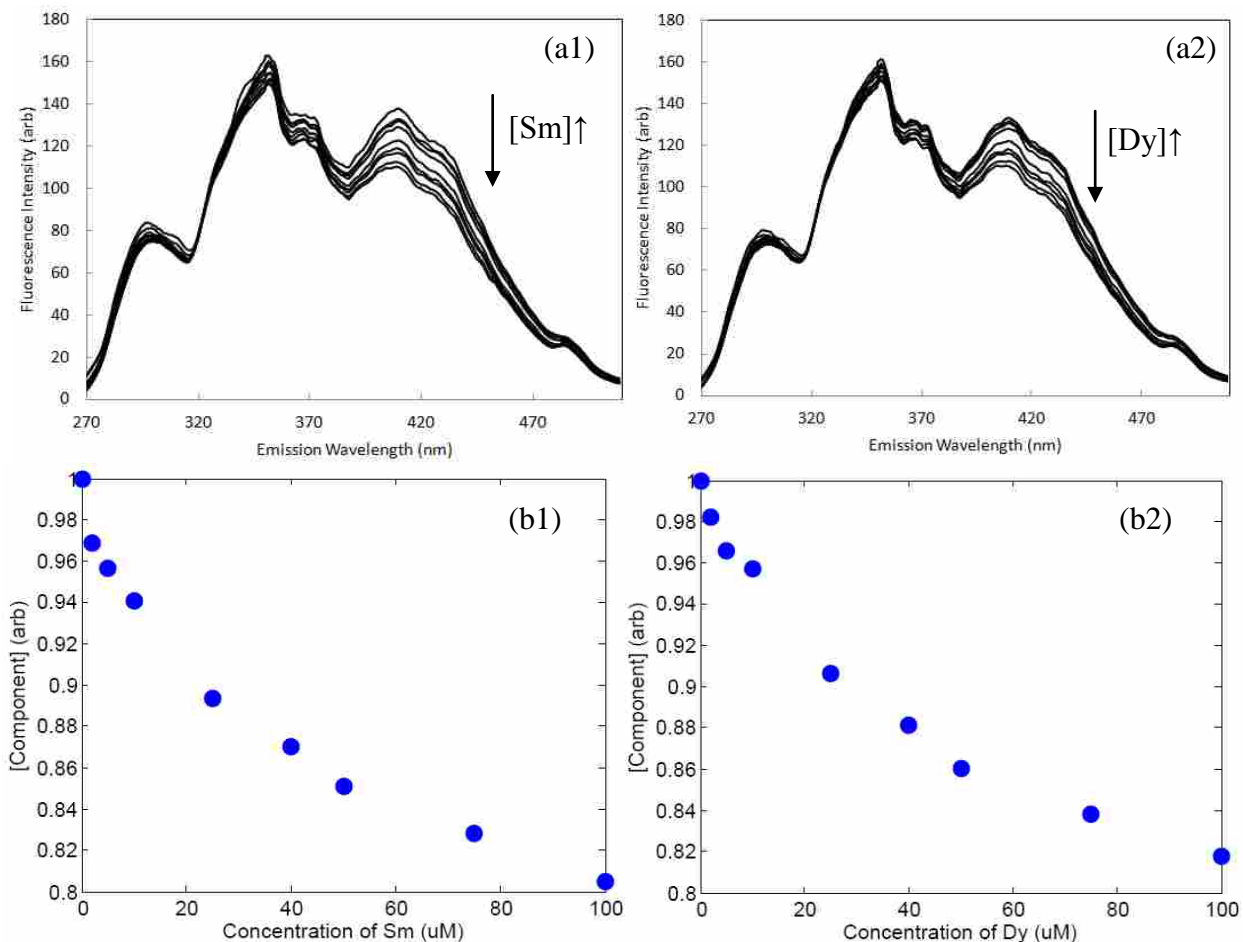 (a1)
180
160
140
120
100
80
60
40
20
0
Fluorescence Intensity (arb)
[Sm]↑
270 320 370 420 470
Emission Wavelength (nm)
(a2)
180
160
140
120
100
80
60
40
20
0
Fluorescence Intensity (arb)
[Dy]↑
270 320 370 420 470
Emission Wavelength (nm)
(b1)
1
0.98
0.96
0.94
0.92
0.9
0.88
0.86
0.84
0.82
0.8
[Component] (arb)
0 20 40 60 80 100
Concentration of Sm (uM)
(b2)
1
0.98
0.96
0.94
0.92
0.9
0.88
0.86
0.84
0.82
0.8
[Component] (arb)
0 20 40 60 80 100
Concentration of Dy (uM)